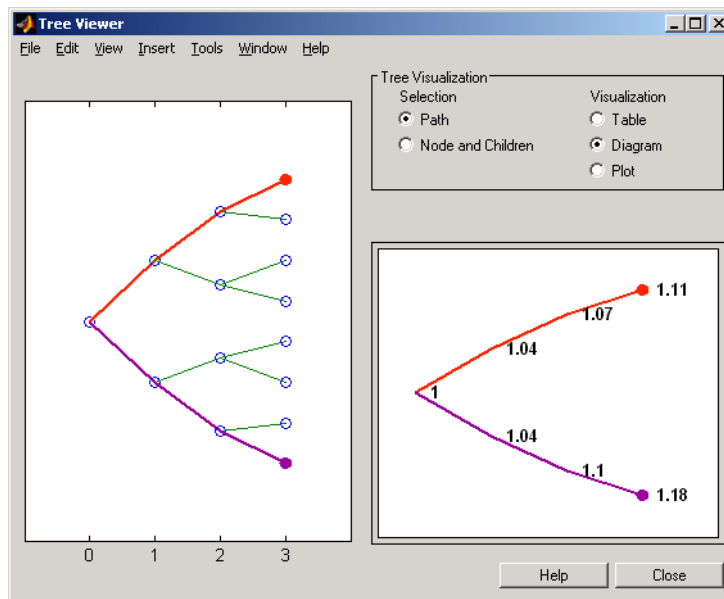 Tree Viewer
File Edit View Insert Tools Window Help
Tree Visualization
Selection
Path
Node and Children
Visualization
Table
Diagram
Plot
0 1 2 3
1.11
1.07
1.04
1
1.04
1.1
1.18
Help Close